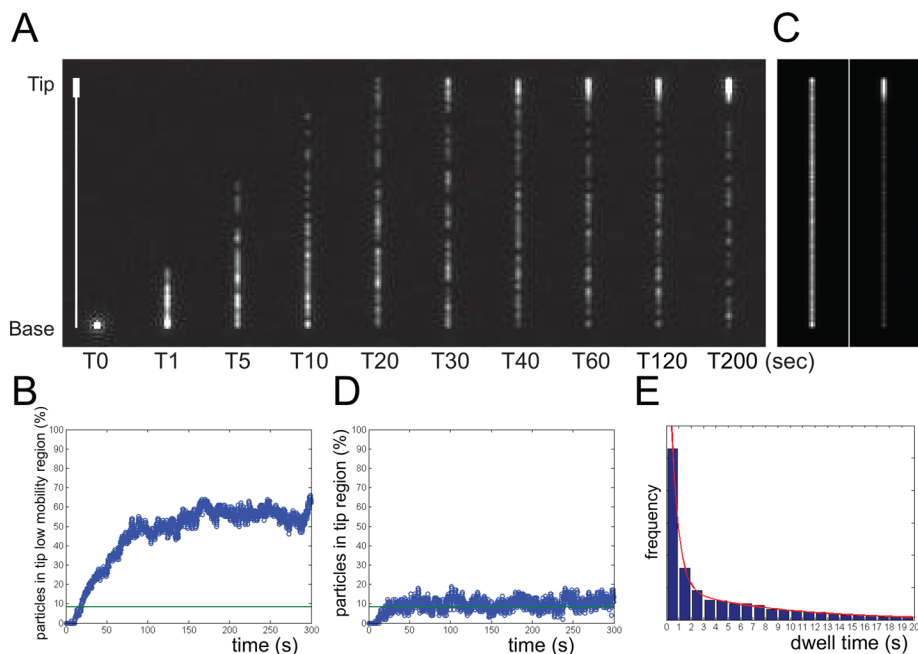 A
C
Tip
Base
T0 T1 T5 T10 T20 T30 T40 T60 T120 T200 (sec)
B
particles in tip low mobility region (%)
100
90
80
70
60
50
40
30
20
10
0
0 50 100 150 200 250 300
time (s)
D
particles in tip region (%)
100
90
80
70
60
50
40
30
20
10
0
0 50 100 150 200 250 300
time (s)
E
frequency
0 1 2 3 4 5 6 7 8 9 10 11 12 13 14 15 16 17 18 19 20
dwell time (s)